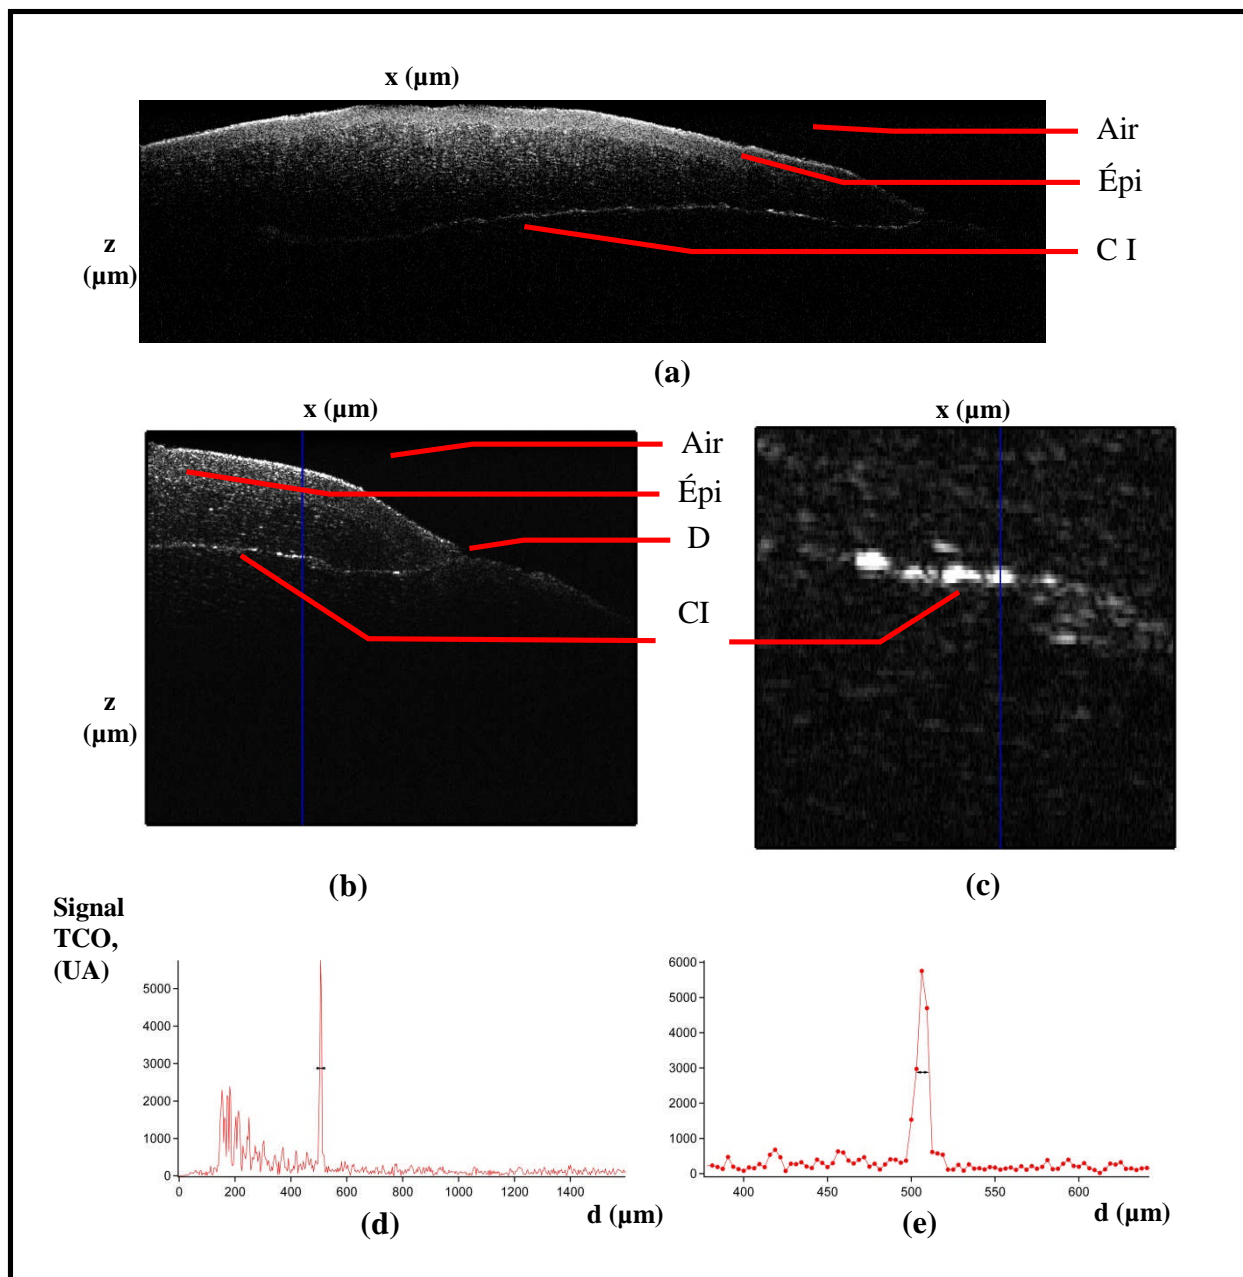 x (µm)
Air
Épi
z
(µm)
C I
(a)
x (µm)
x (µm)
Air
Épi
D
CI
z
(µm)
(b)
(c)
Signal
TCO,
(UA)
5000
4000
3000
2000
1000
0
0 200 400 600 800 1000 1200 1400
d (µm)
(d)
6000
5000
4000
3000
2000
1000
0
400 450 500 550 600
d (µm)
(e)